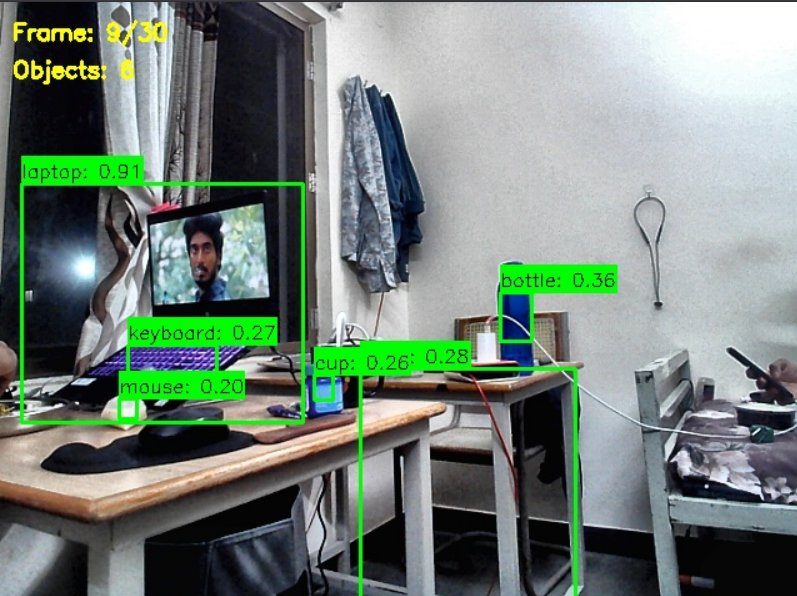 Frame: 9/30
Objects: 6
laptop: 0.91
bottle: 0.36
keyboard: 0.27
cup: 0.26
: 0.28
mouse: 0.20